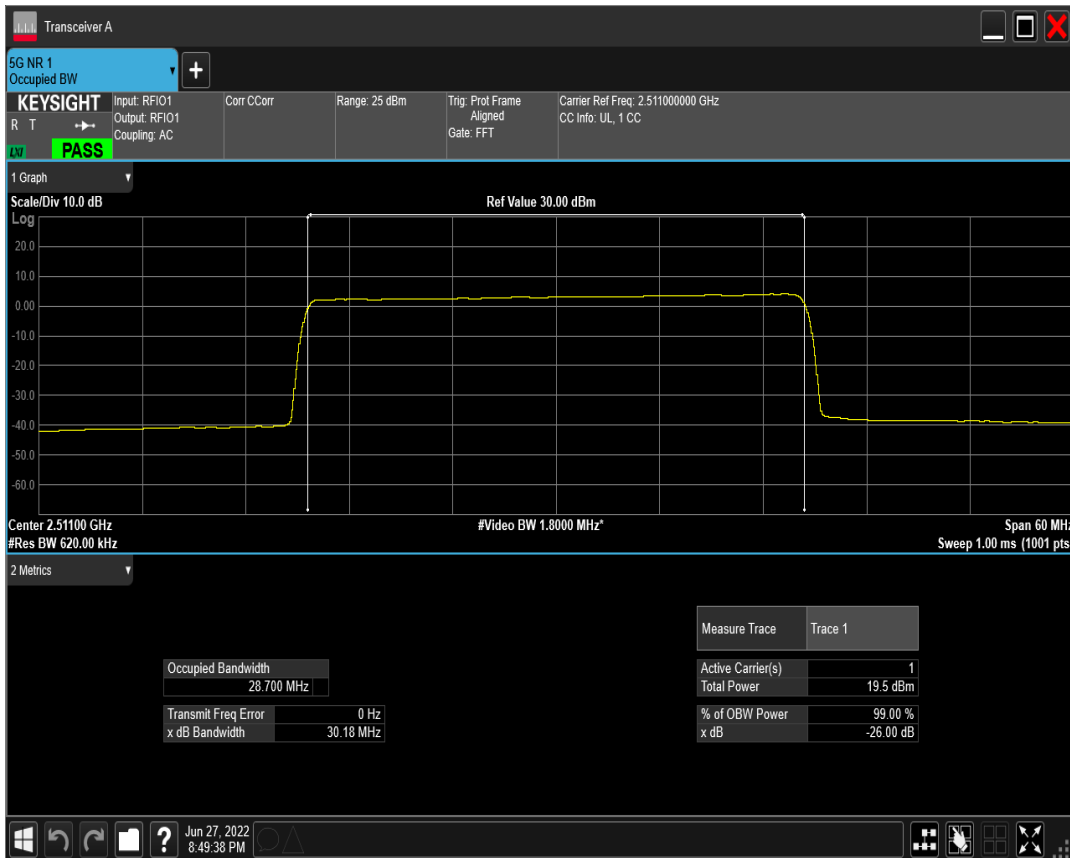 Transceiver A
5G NR 1
Occupied BW
KEYSIGHT
R T
LXI
PASS
Input: RFIO1
Output: RFIO1
Coupling: AC
Corr CCorr
Range: 25 dBm
Trig: Prot Frame
Aligned
Gate: FFT
Carrier Ref Freq: 2.511000000 GHz
CC Info: UL, 1 CC
1 Graph
Scale/Div 10.0 dB
Ref Value 30.00 dBm
Log
20.0
10.0
0.00
-10.0
-20.0
-30.0
-40.0
-50.0
-60.0
Center 2.51100 GHz
#Video BW 1.8000 MHz*
Span 60 MHz
#Res BW 620.00 kHz
Sweep 1.00 ms (1001 pts
2 Metrics
Measure Trace Trace 1
Occupied Bandwidth
28.700 MHz
Active Carrier(s) 1
Total Power 19.5 dBm
Transmit Freq Error 0 Hz
x dB Bandwidth 30.18 MHz
% of OBW Power 99.00 %
x dB -26.00 dB
?
Jun 27, 2022
8:49:38 PM